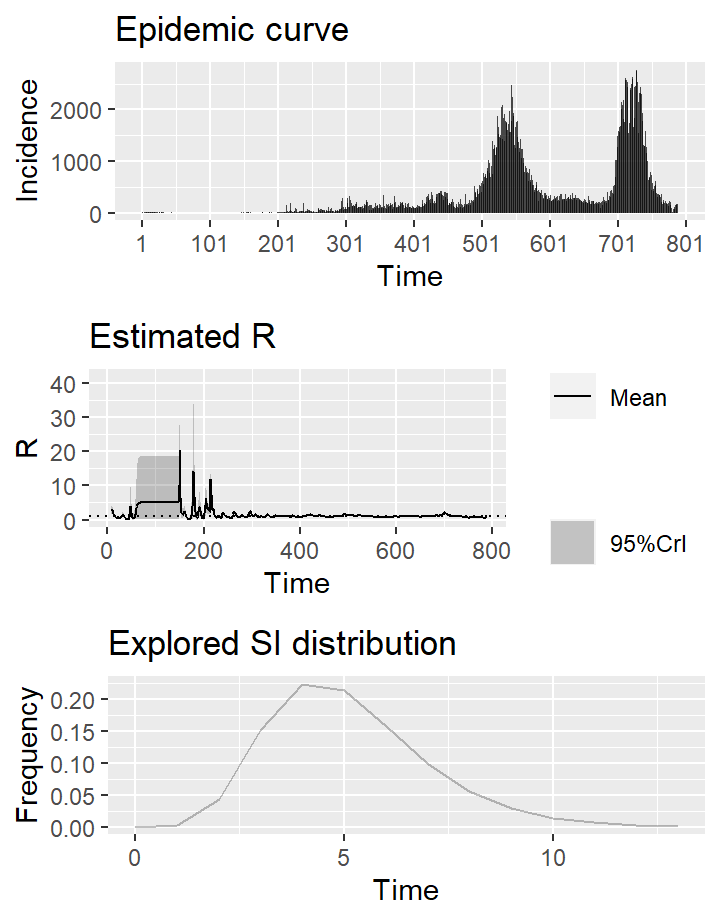 Epidemic curve
Incidence
2000
1000
0
1 101 201 301 401 501 601 701 801
Time
Estimated R
R
40
30
20
10
0
0 200 400 600 800
Time
Mean
95%CrI
Explored SI distribution
Frequency
0.20
0.15
0.10
0.05
0.00
0 5 10
Time